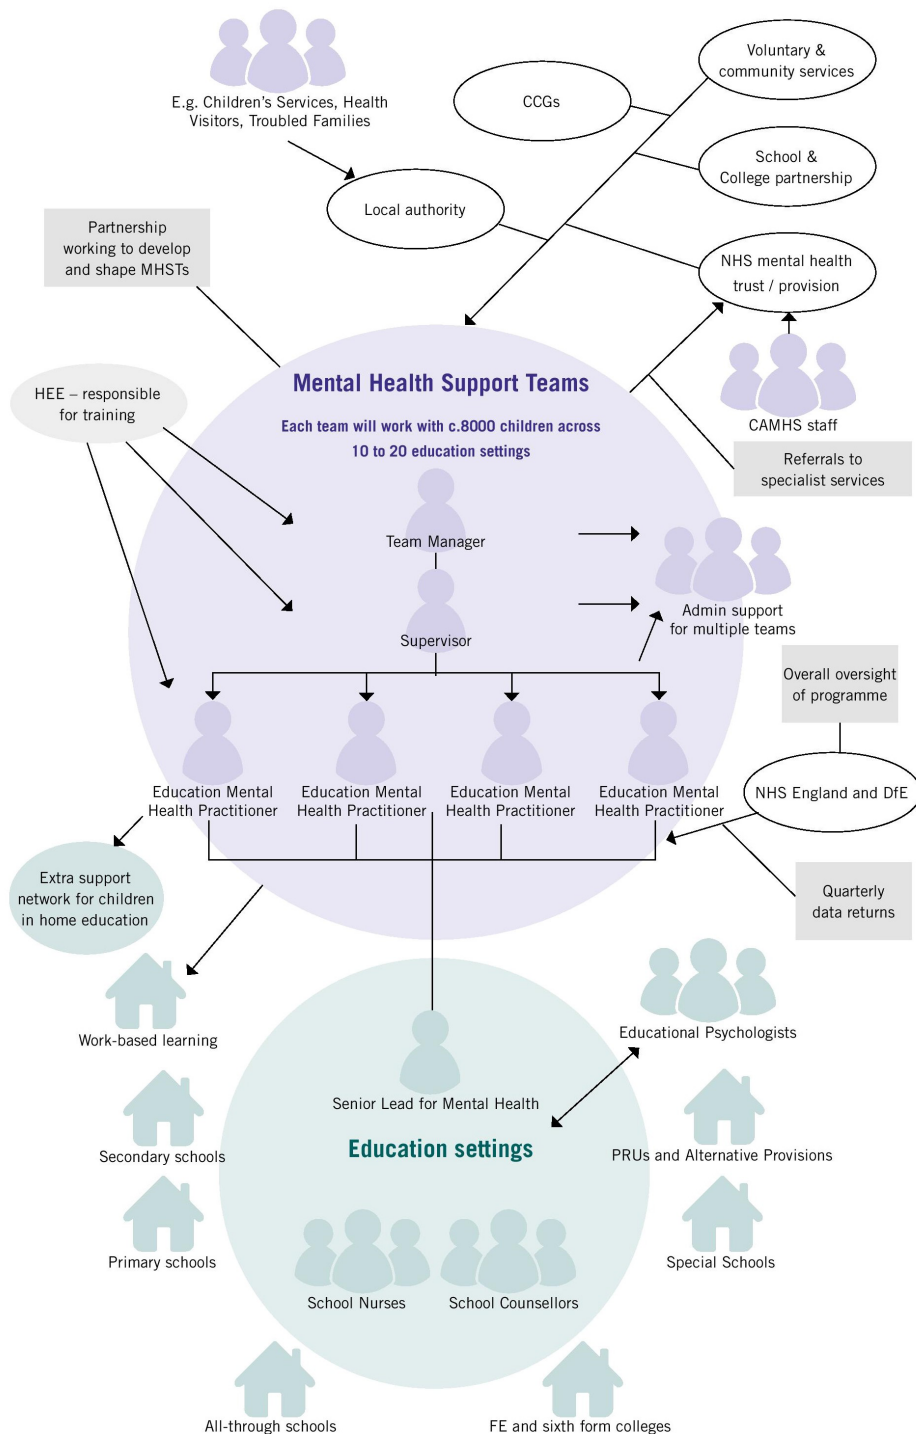 Voluntary &
community services
E.g. Children’s Services, Health
Visitors, Troubled Families
CCGs
School &
College partnership
Local authority
Partnership
working to develop
and shape MHSTs
NHS mental health
trust / provision
Mental Health Support Teams
HEE – responsible
for training
Each team will work with c.8000 children across
10 to 20 education settings
CAMHS staff
Referrals to
specialist services
Team Manager
Admin support
for multiple teams
Supervisor
Overall oversight
of programme
Education Mental
Health Practitioner
Education Mental
Health Practitioner
Education Mental
Health Practitioner
Education Mental
Health Practitioner
NHS England and DfE
Extra support
network for children
in home education
Quarterly
data returns
Work-based learning
Educational Psychologists
Senior Lead for Mental Health
Education settings
Secondary schools
PRUs and Alternative Provisions
Primary schools
Special Schools
School Nurses
School Counsellors
All-through schools
FE and sixth form colleges